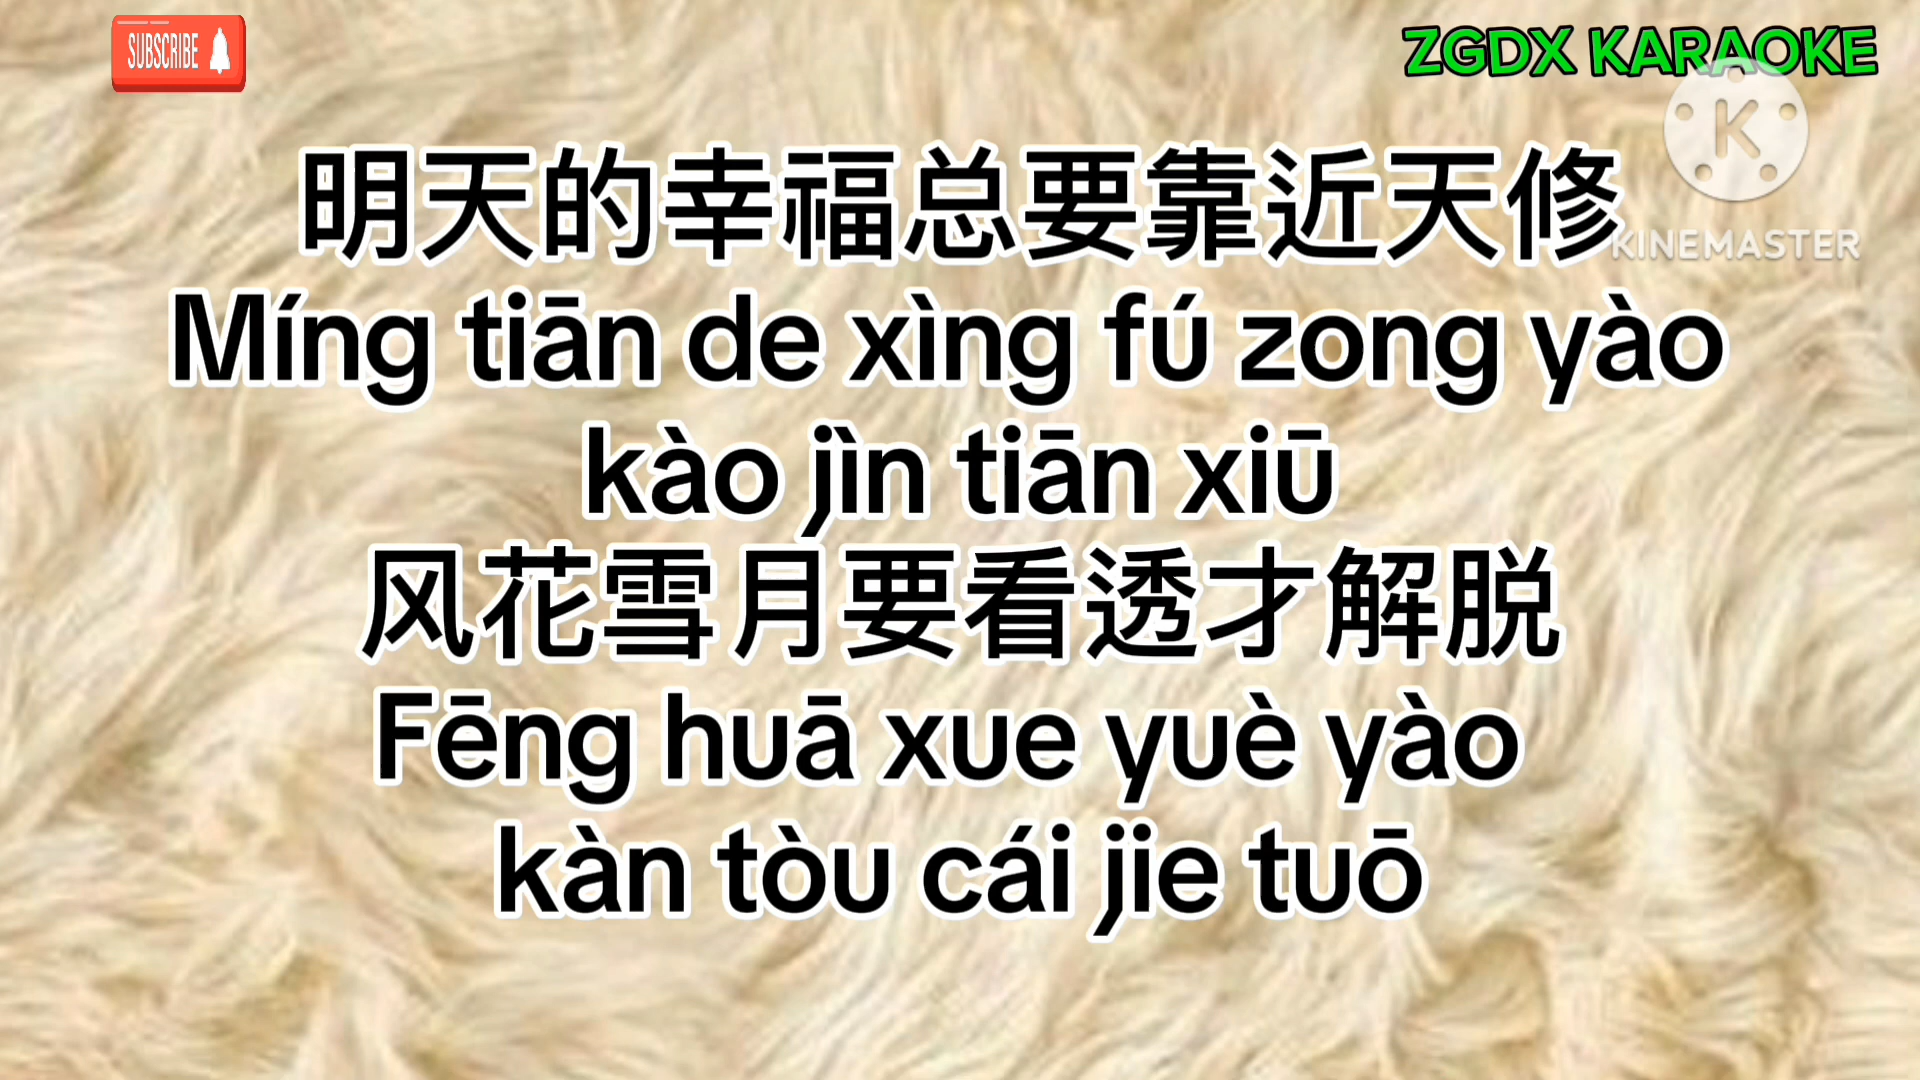 SUBSCRIBE
ZGDX KARAOKE
K
KINEMASTER
明天的幸福总要靠近天修
Míng tiān de xìng fú zong yào
kào jìn tiān xiū
风花雪月要看透才解脱
Fēng huā xue yuè yào
kàn tòu cái jie tuō